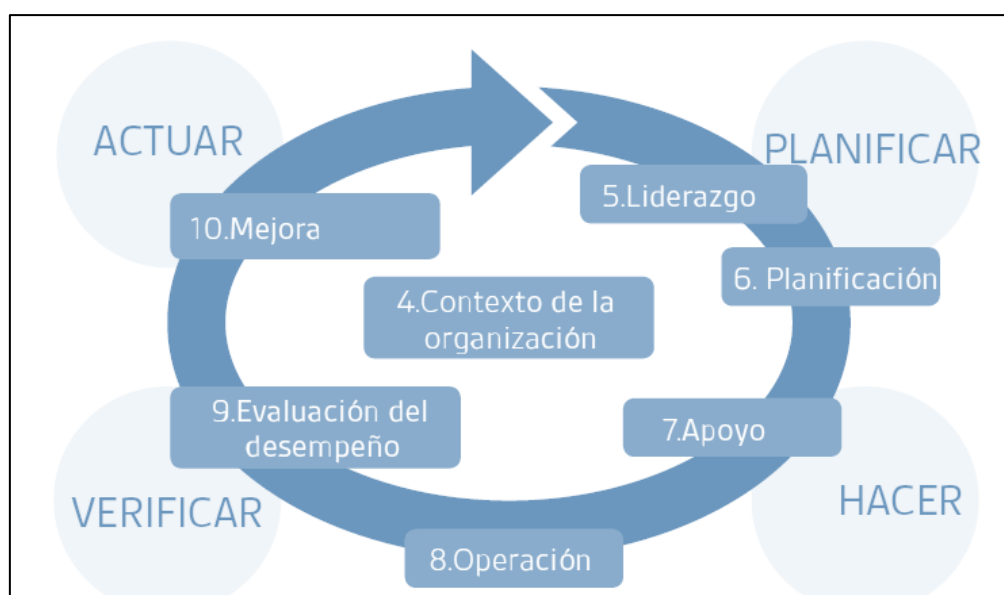 ACTUAR
PLANIFICAR
5.Liderazgo
10.Mejora
6. Planificación
4.Contexto de la
organización
9.Evaluación del
desempeño
7.Apoyo
VERIFICAR
HACER
8.Operación